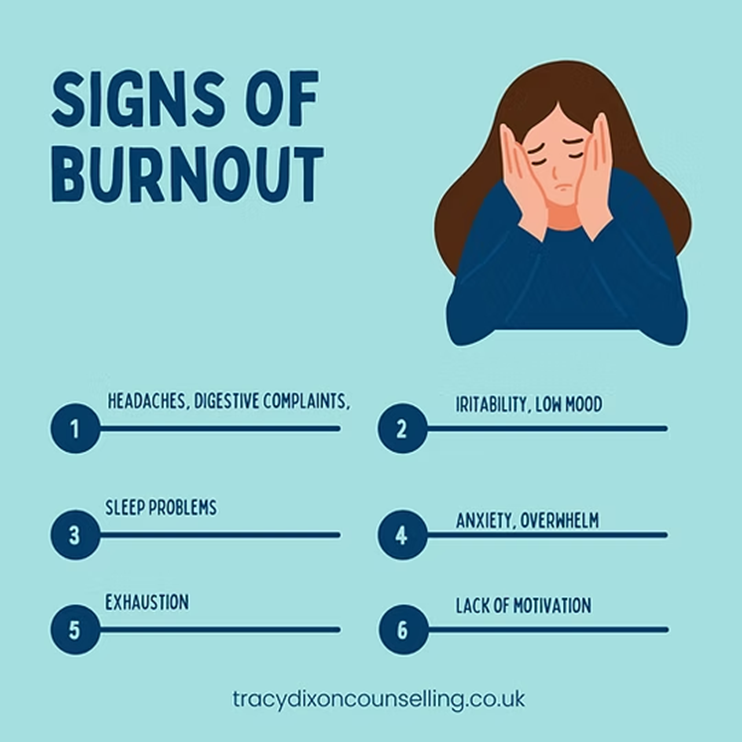 SIGNS OF
BURNOUT
1 HEADACHES, DIGESTIVE COMPLAINTS,
2 IRITABILITY, LOW MOOD
3 SLEEP PROBLEMS
4 ANXIETY, OVERWHELM
5 EXHAUSTION
6 LACK OF MOTIVATION
tracydixoncounselling.co.uk